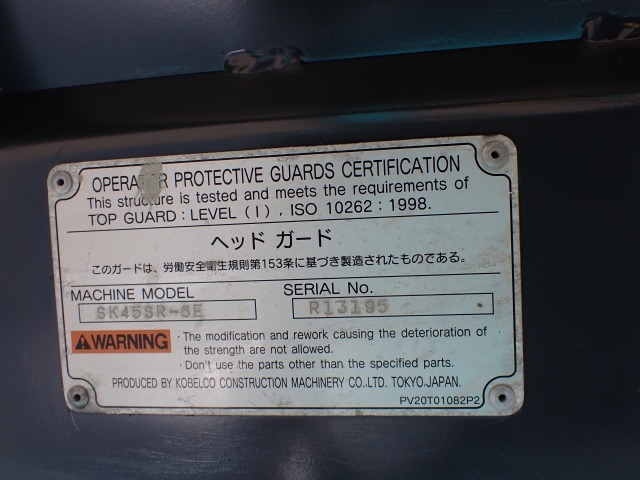 OPERATOR PROTECTIVE GUARDS CERTIFICATION
This structure is tested and meets the requirements of
TOP GUARD : LEVEL ( I ) , ISO 10262 : 1998.
ヘッド ガード
このガードは、労働安全衛生規則第153条に基づき製造されたものである。
MACHINE MODEL
SERIAL No.
SK45SR-6E
R13195
WARNING
· The modification and rework causing the deterioration of
the strength are not allowed.
· Don't use the parts other than the specified parts.
PRODUCED BY KOBELCO CONSTRUCTION MACHINERY CO.,LTD. TOKYO.JAPAN.
PV20T01082P2